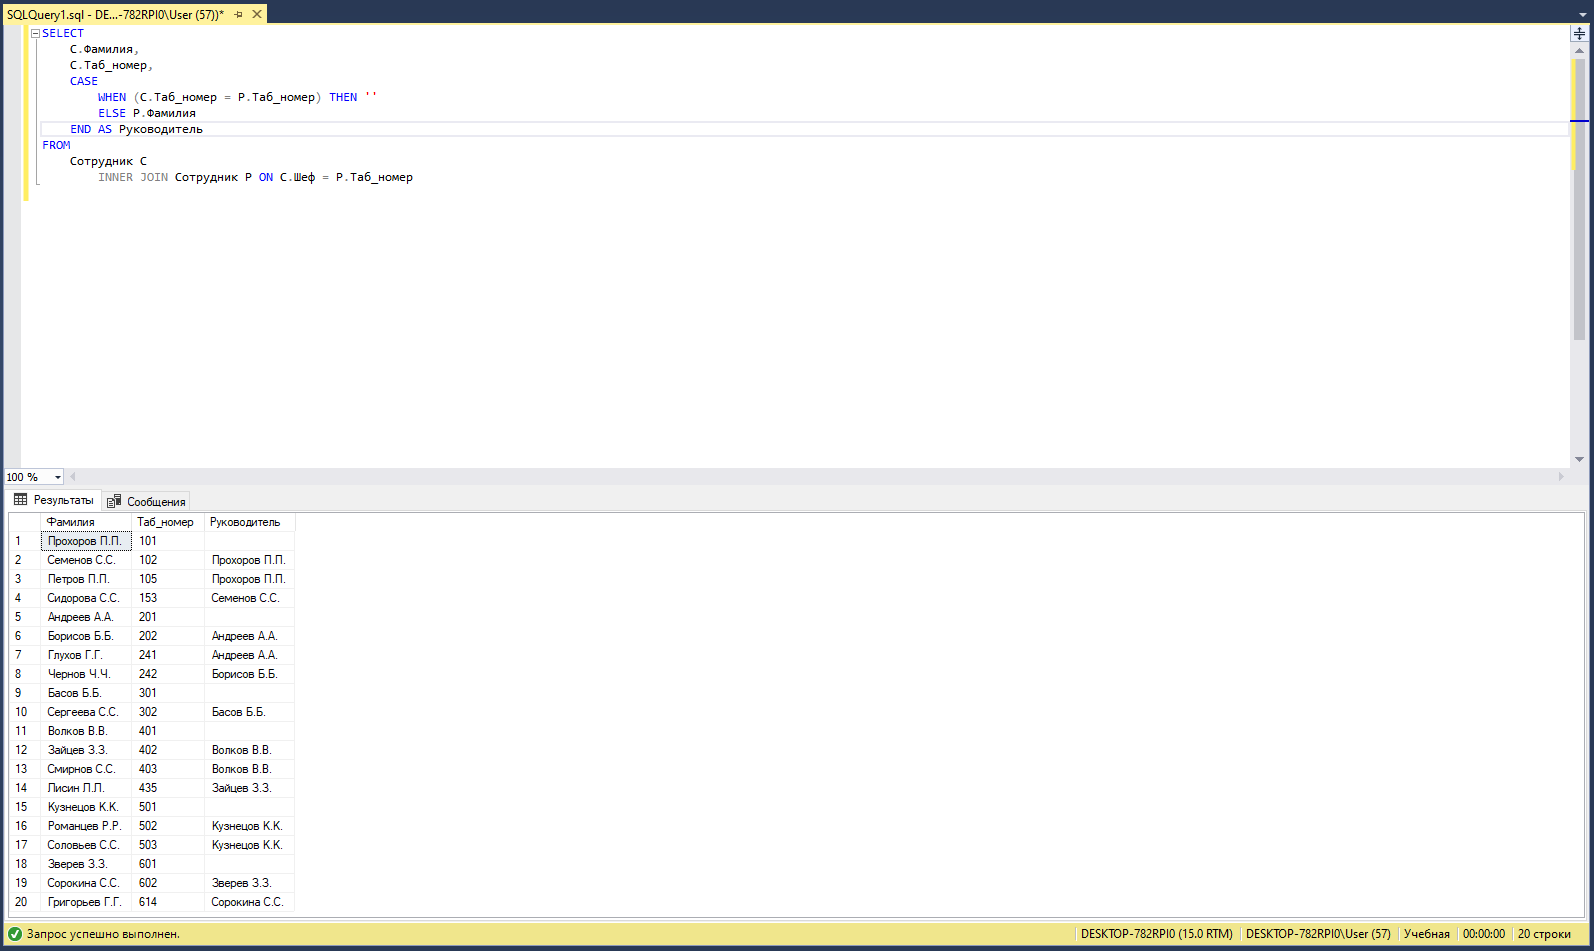 SQLQuery1.sql - DE...-782RPI0\User (57))*
SELECT
С.Фамилия,
С.Таб_номер,
CASE
WHEN (С.Таб_номер = Р.Таб_номер) THEN ''
ELSE Р.Фамилия
END AS Руководитель
FROM
Сотрудник С
INNER JOIN Сотрудник Р ON С.Шеф = Р.Таб_номер
100 %
Результаты Сообщения
Фамилия Таб_номер Руководитель
1 Прохоров П.П. 101
2 Семенов С.С. 102 Прохоров П.П.
3 Петров П.П. 105 Прохоров П.П.
4 Сидорова С.С. 153 Семенов С.С.
5 Андреев А.А. 201
6 Борисов Б.Б. 202 Андреев А.А.
7 Глухов Г.Г. 241 Андреев А.А.
8 Чернов Ч.Ч. 242 Борисов Б.Б.
9 Басов Б.Б. 301
10 Сергеева С.С. 302 Басов Б.Б.
11 Волков В.В. 401
12 Зайцев З.З. 402 Волков В.В.
13 Смирнов С.С. 403 Волков В.В.
14 Лисин Л.Л. 435 Зайцев З.З.
15 Кузнецов К.К. 501
16 Романцев Р.Р. 502 Кузнецов К.К.
17 Соловьев С.С. 503 Кузнецов К.К.
18 Зверев З.З. 601
19 Сорокина С.С. 602 Зверев З.З.
20 Григорьев Г.Г. 614 Сорокина С.С.
Запрос успешно выполнен. DESKTOP-782RPI0 (15.0 RTM) DESKTOP-782RPI0\User (57) Учебная 00:00:00 20 строки